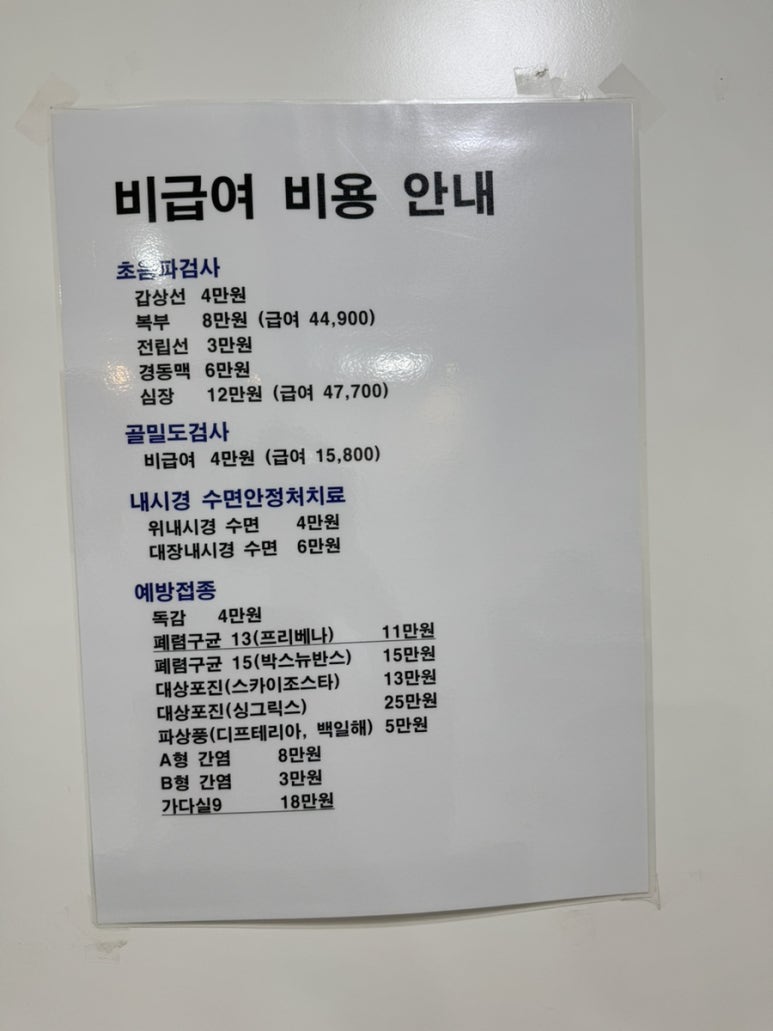 비급여 비용 안내
초음파검사
갑상선 4만원
복부 8만원 (급여 44,900)
전립선 3만원
경동맥 6만원
심장 12만원 (급여 47,700)
골밀도검사
비급여 4만원 (급여 15,800)
내시경 수면안정처치료
위내시경 수면 4만원
대장내시경 수면 6만원
예방접종
독감 4만원
폐렴구균 13(프리베나) 11만원
폐렴구균 15(박스뉴반스) 15만원
대상포진(스카이조스타) 13만원
대상포진(싱그릭스) 25만원
파상풍(디프테리아, 백일해) 5만원
A형 간염 8만원
B형 간염 3만원
가다실9 18만원